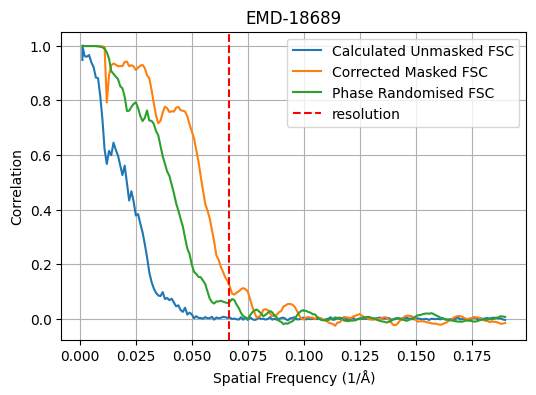 EMD-18689
Calculated Unmasked FSC
Corrected Masked FSC
Phase Randomised FSC
resolution
1.0
0.8
0.6
0.4
0.2
0.0
Correlation
0.000 0.025 0.050 0.075 0.100 0.125 0.150 0.175
Spatial Frequency (1/Å)